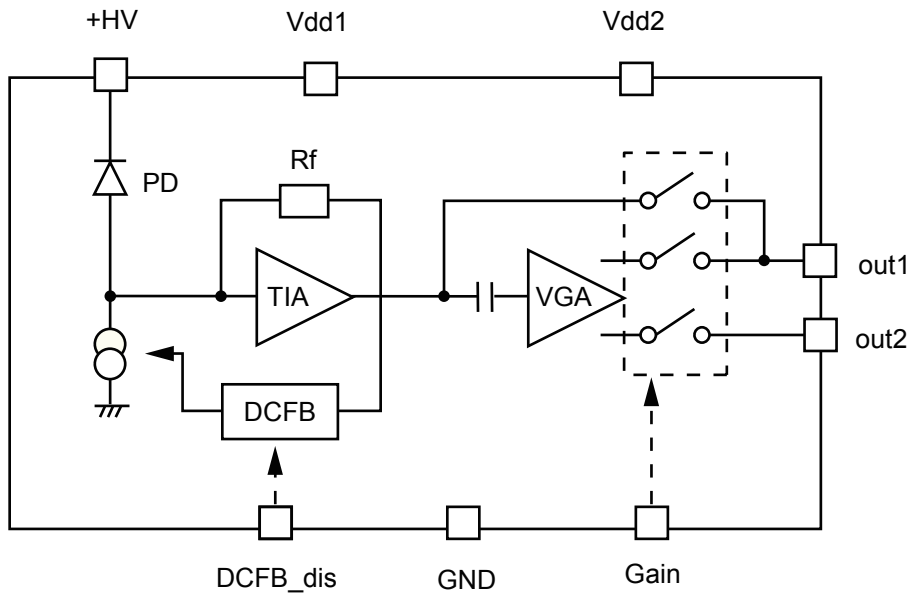 +HV
Vdd1
Vdd2
PD
Rf
TIA
VGA
out1
out2
DCFB
DCFB_dis
GND
Gain